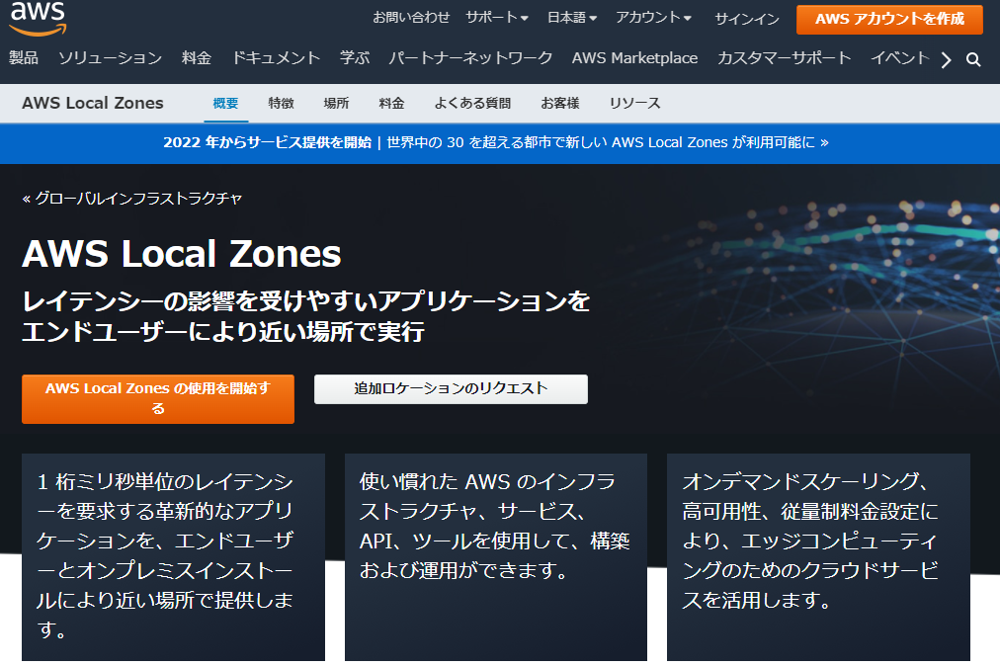 aws
お問い合わせ サポート 日本語 アカウント サインイン AWS アカウントを作成
製品 ソリューション 料金 ドキュメント 学ぶ パートナーネットワーク AWS Marketplace カスタマーサポート イベント
AWS Local Zones 概要 特徴 場所 料金 よくある質問 お客様 リソース
2022 年からサービス提供を開始 | 世界中の 30 を超える都市で新しい AWS Local Zones が利用可能に »
« グローバルインフラストラクチャ
AWS Local Zones
レイテンシーの影響を受けやすいアプリケーションを
エンドユーザーにより近い場所で実行
AWS Local Zones の使用を開始す
る
追加ロケーションのリクエスト
1 桁ミリ秒単位のレイテンシ
ーを要求する革新的なアプリ
ケーションを、エンドユーザ
ーとオンプレミスインストー
ルにより近い場所で提供しま
す。
使い慣れた AWS のインフラ
ストラクチャ、サービス、
API、ツールを使用して、構築
および運用ができます。
オンデマンドスケーリング、
高可用性、従量制料金設定に
より、エッジコンピューティ
ングのためのクラウドサービ
スを活用します。